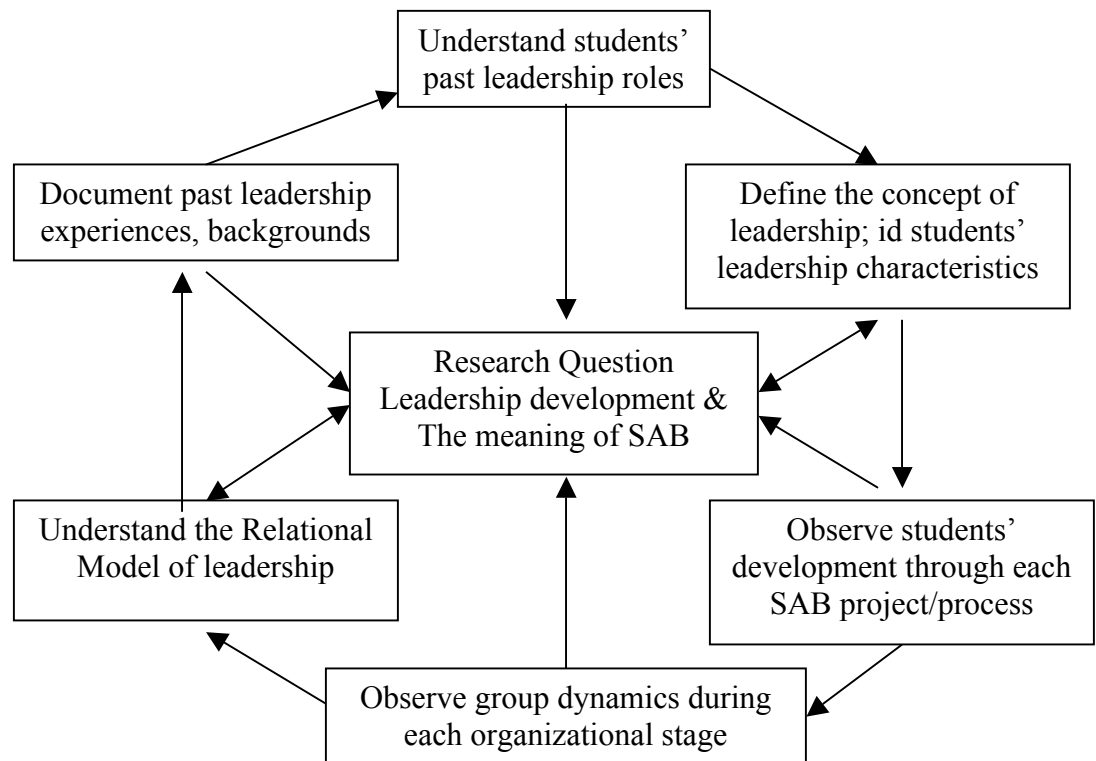 Understand students’
past leadership roles
Document past leadership
experiences, backgrounds
Define the concept of
leadership; id students’
leadership characteristics
Research Question
Leadership development &
The meaning of SAB
Understand the Relational
Model of leadership
Observe students’
development through each
SAB project/process
Observe group dynamics during
each organizational stage